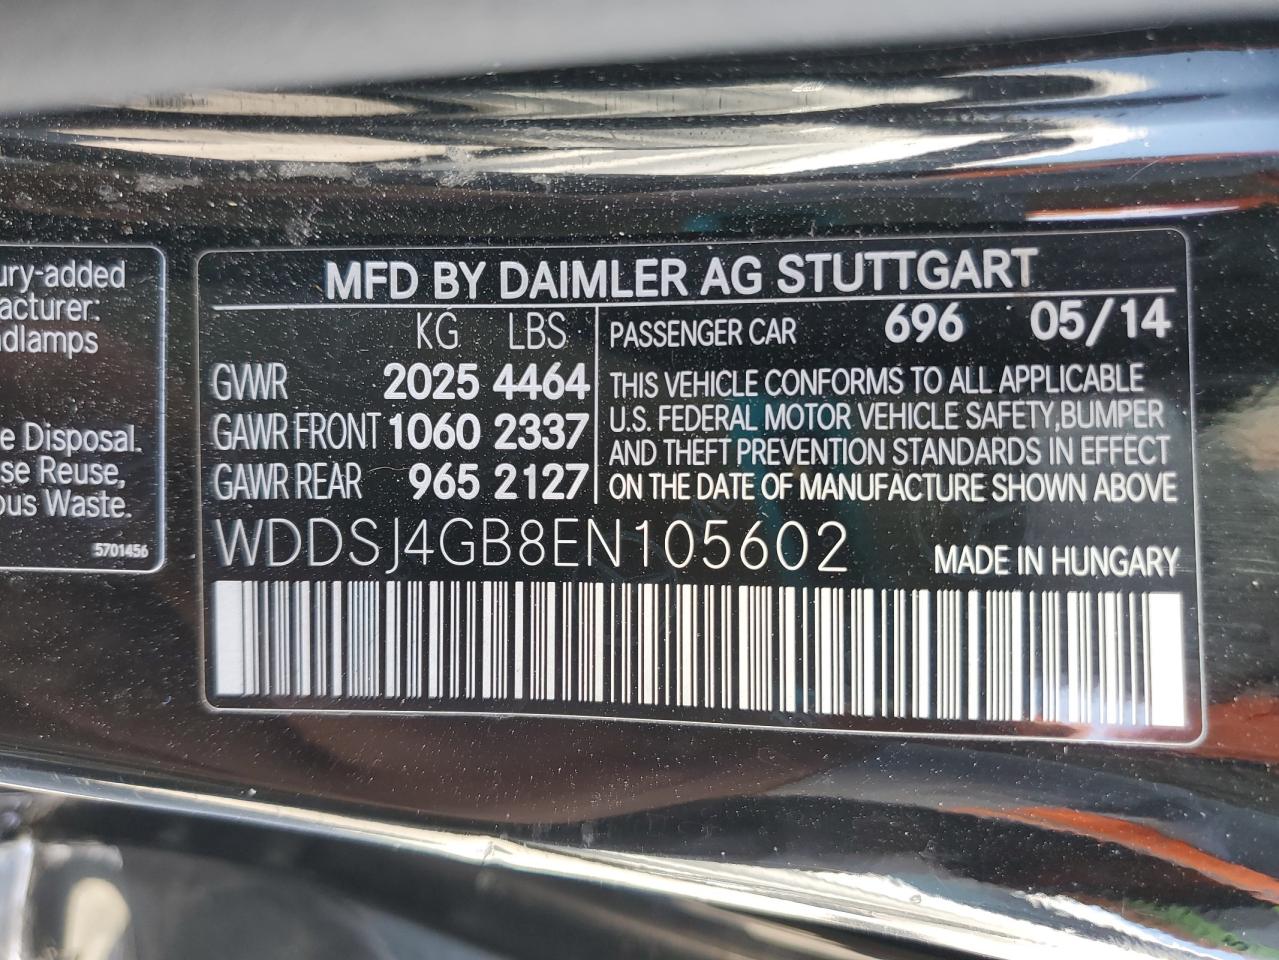 ury-added
acturer:
dlamps
e Disposal.
se Reuse,
ous Waste.
5701456
MFD BY DAIMLER AG STUTTGART
KG LBS
GVWR 2025 4464
GAWR FRONT 1060 2337
GAWR REAR 965 2127
PASSENGER CAR 696 05/14
THIS VEHICLE CONFORMS TO ALL APPLICABLE
U.S. FEDERAL MOTOR VEHICLE SAFETY,BUMPER
AND THEFT PREVENTION STANDARDS IN EFFECT
ON THE DATE OF MANUFACTURE SHOWN ABOVE
WDDSJ4GB8EN105602
MADE IN HUNGARY